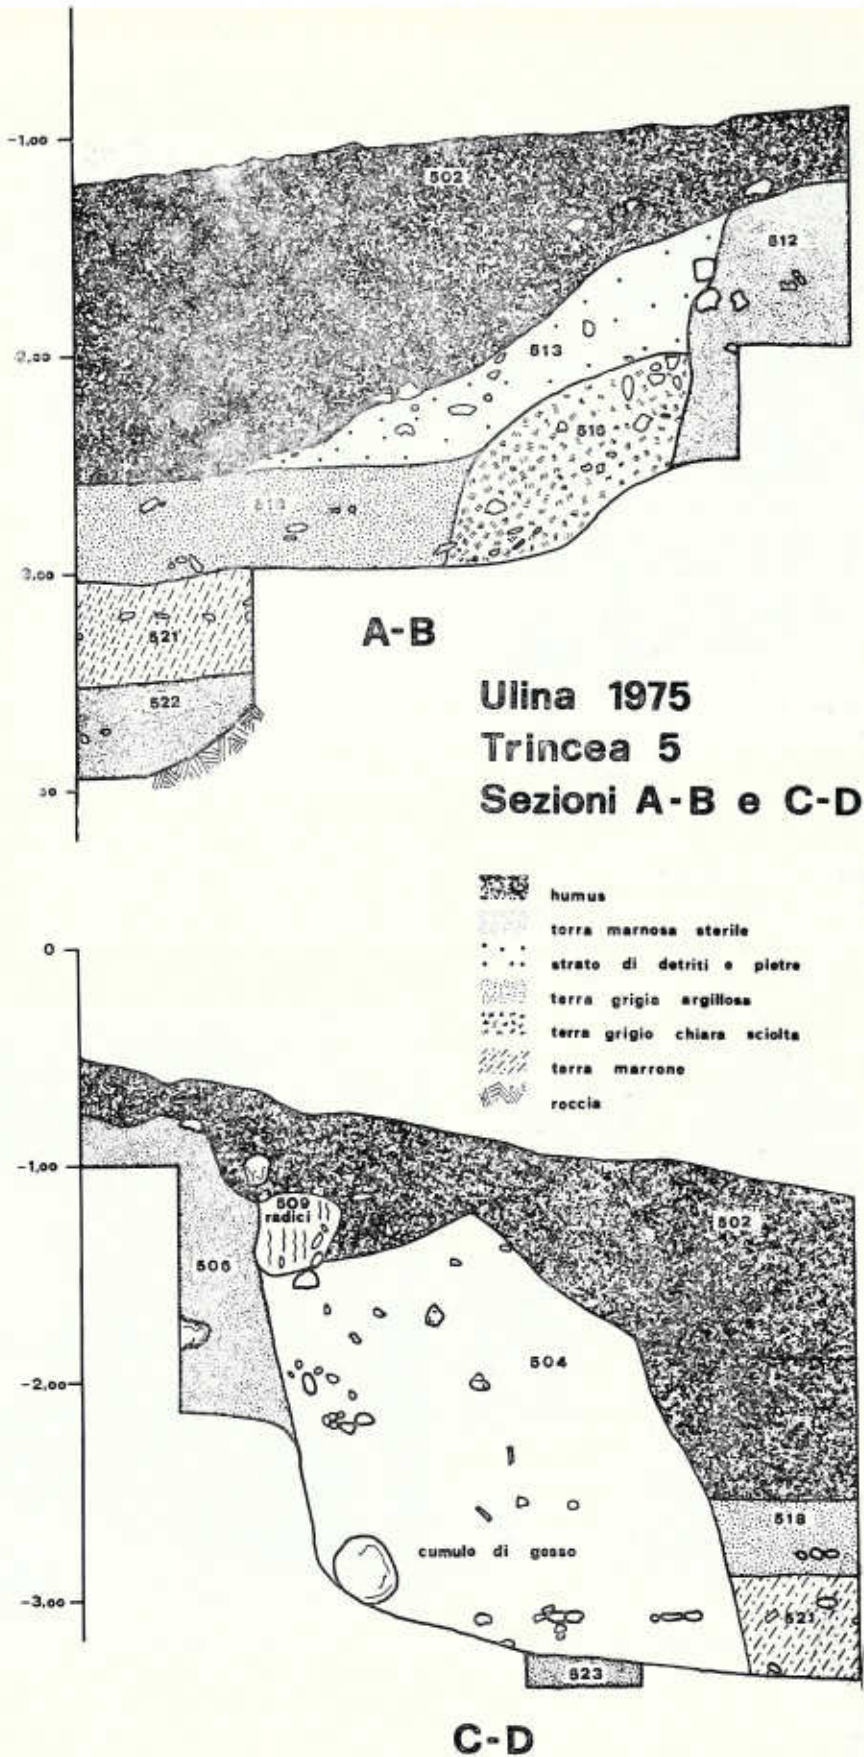 -1,00
502
512
-2,00
513
516
-3,00
521
522
A-B
Ulina 1975
Trincea 5
Sezioni A-B e C-D
humus
terra marnosa sterile
strato di detriti e pietre
terra grigio argillosa
terra grigio chiara sciolta
terra marrone
roccia
0
-1,00
509
radici
502
506
504
-2,00
518
cumulo di gesso
-3,00
521
523
C-D